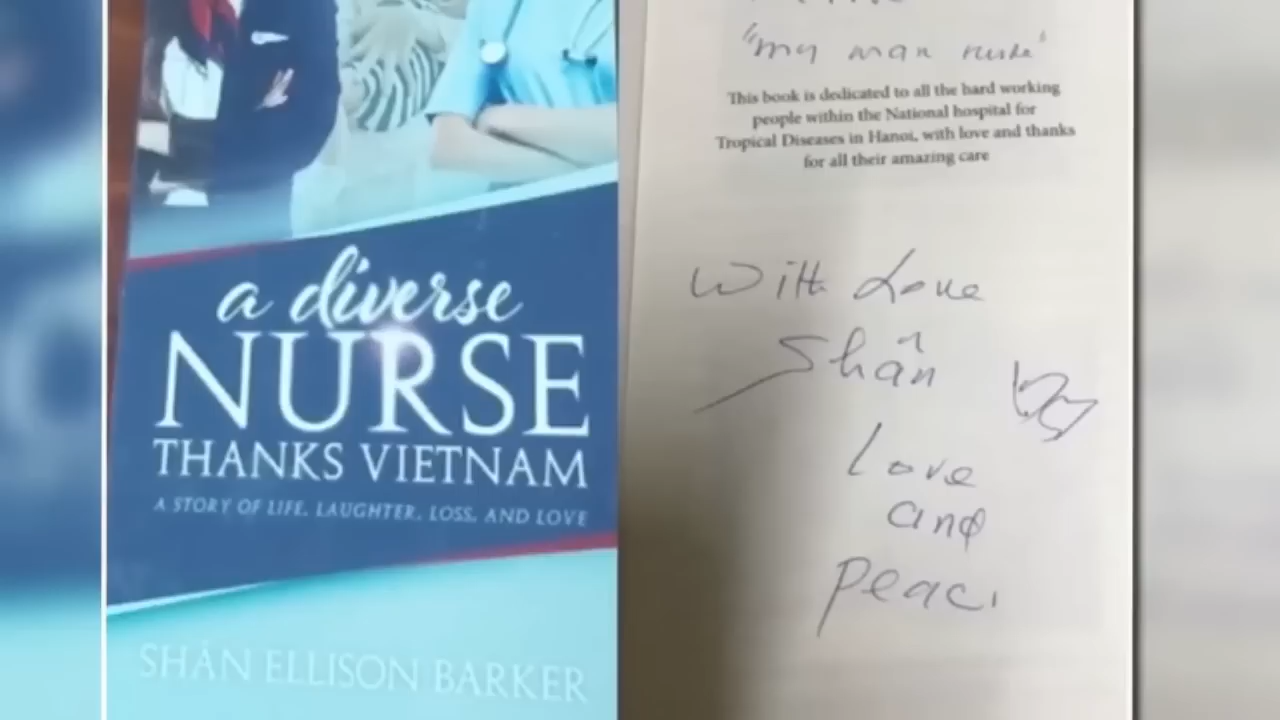 a diverse
NURSE
THANKS VIETNAM
A STORY OF LIFE, LAUGHTER, LOSS, AND LOVE
SHÂN ELLISON BARKER
"my man
This book is dedicated to all the hard working
people within the National hospital for
Tropical Diseases in Hanoi, with love and thanks
for all their amazing care
With Love
Shân
Love
and